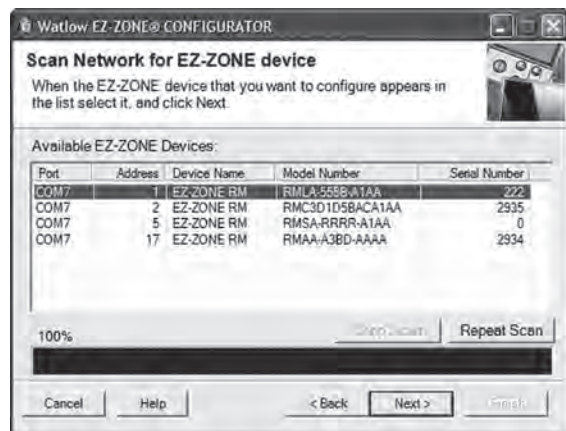 Watlow EZ-ZONE® CONFIGURATOR
Scan Network for EZ-ZONE device
When the EZ-ZONE device that you want to configure appears in
the list select it, and click Next.
Available EZ-ZONE Devices:
Port Address Device Name Model Number Serial Number
COM7 1 EZ-ZONE RM RMLA-555B-A1AA 222
COM7 2 EZ-ZONE RM RMC3D1D5BACA1AA 2935
COM7 5 EZ-ZONE RM RMSA-RRRR-A1AA 0
COM7 17 EZ-ZONE RM RMAA-A3BD-AAAA 2934
100%
Stop Scan Repeat Scan
Cancel Help < Back Next > Finish